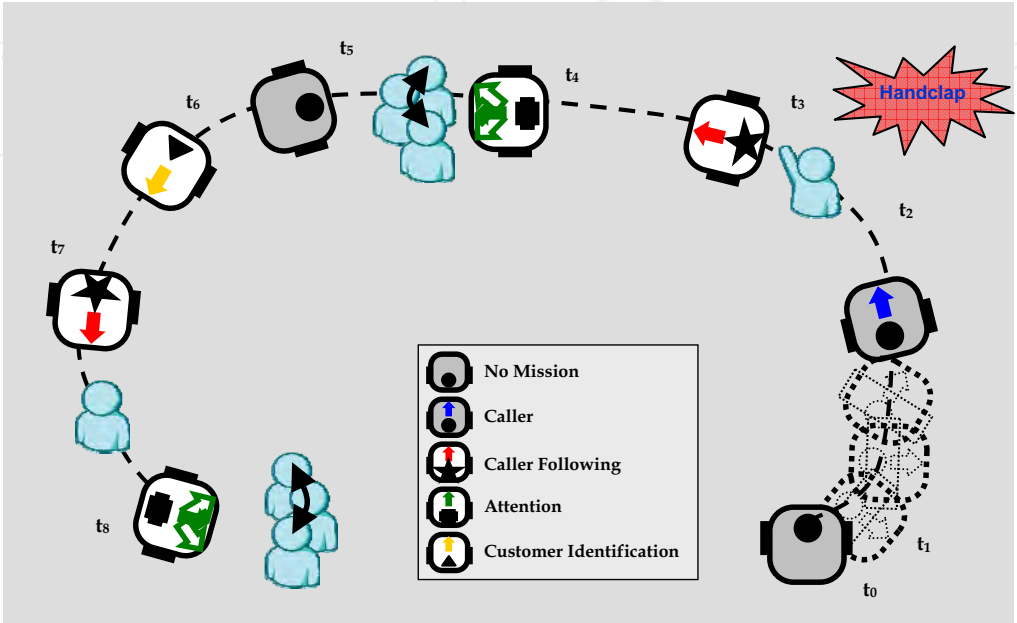 t5
t4
t6
t3
Handclap
t2
t7
No Mission
Caller
Caller Following
Attention
Customer Identification
t8
t1
t0